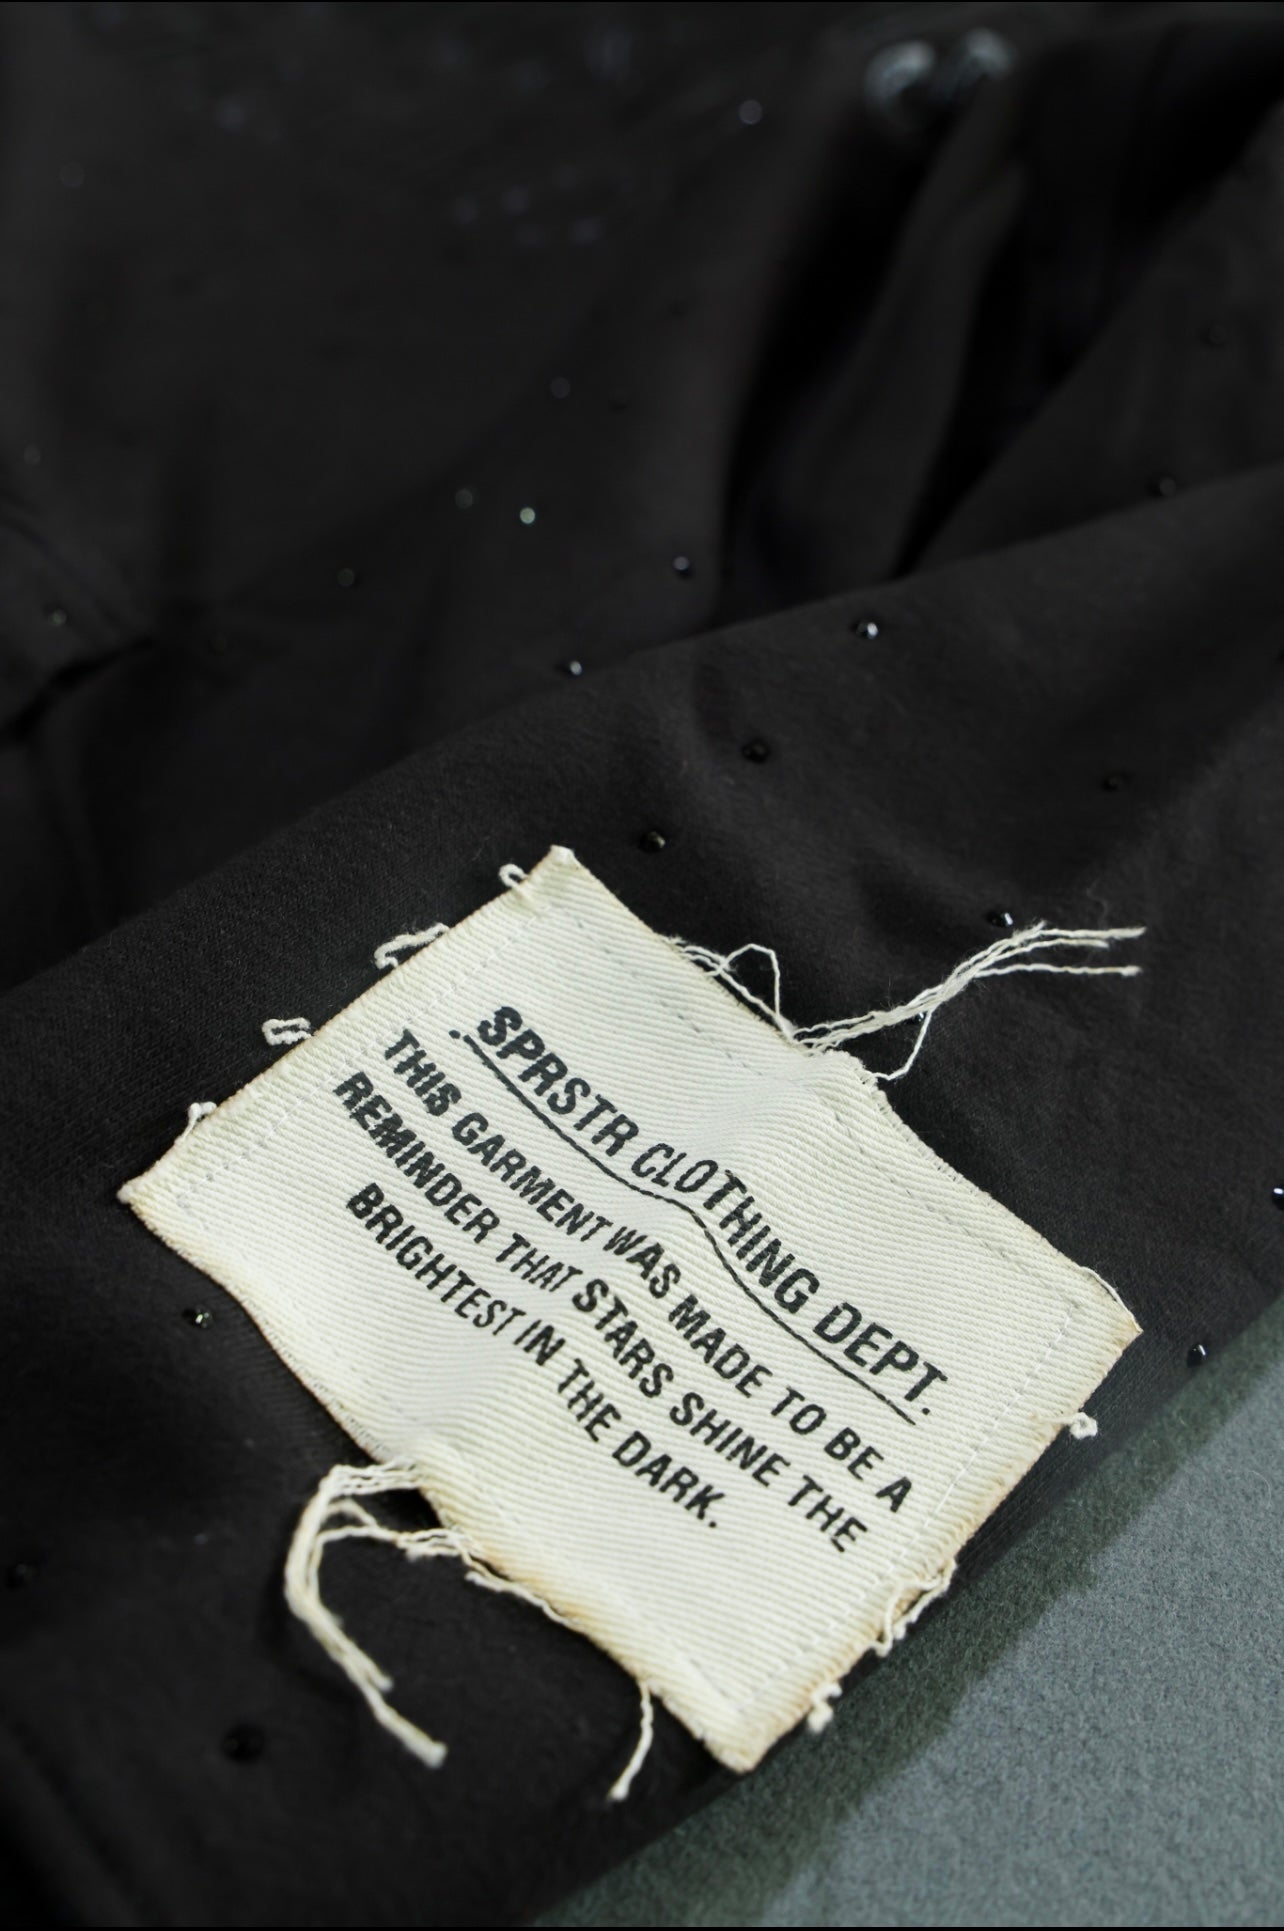 SPRSTR CLOTHING DEPT.
THIS GARMENT WAS MADE TO BE A
REMINDER THAT STARS SHINE THE
BRIGHTEST IN THE DARK.